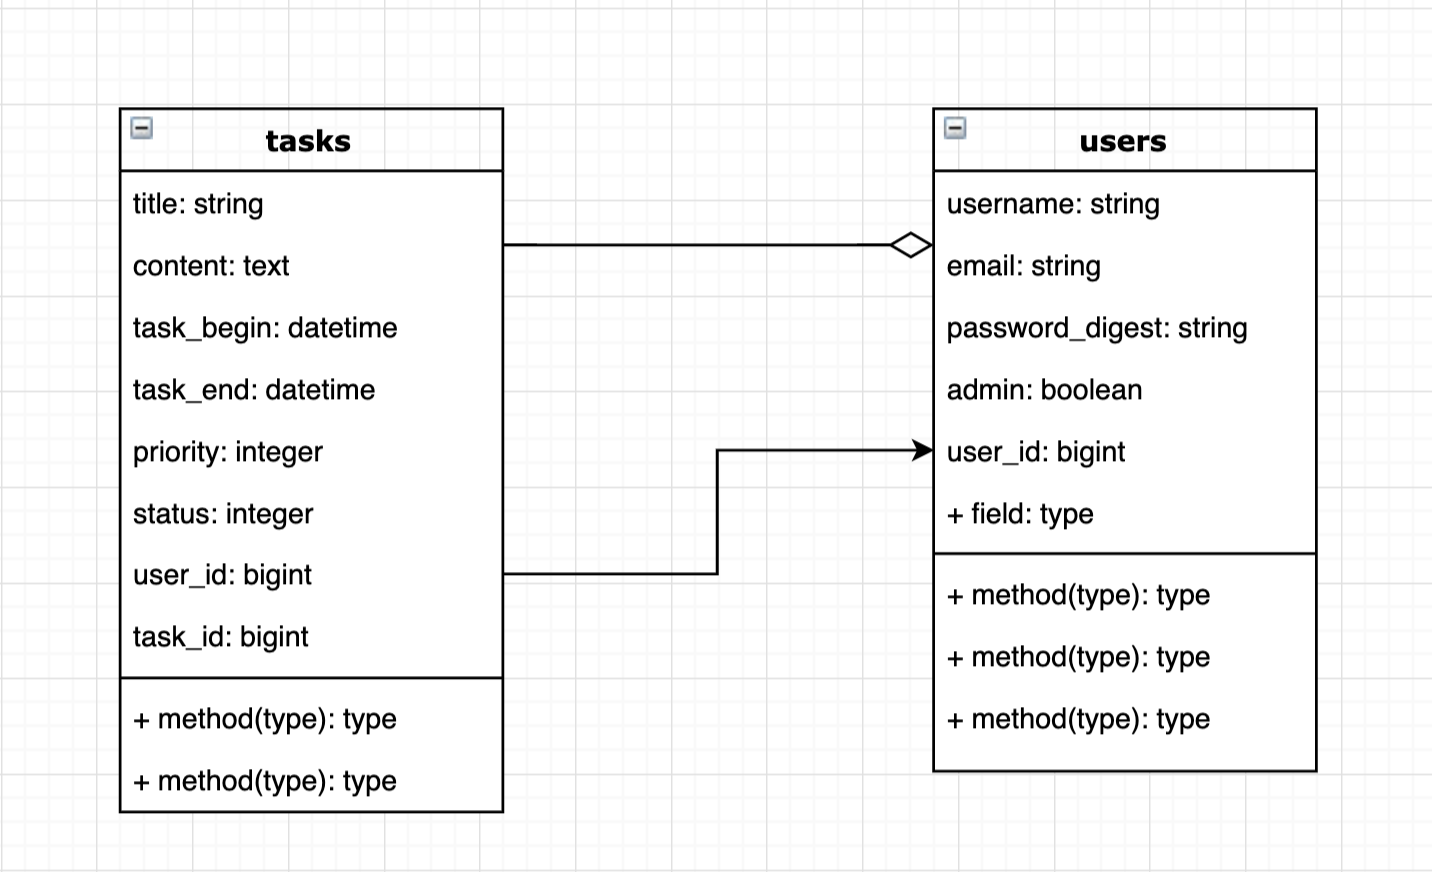 tasks
title: string
content: text
task_begin: datetime
task_end: datetime
priority: integer
status: integer
user_id: bigint
task_id: bigint
+ method(type): type
+ method(type): type
users
username: string
email: string
password_digest: string
admin: boolean
user_id: bigint
+ field: type
+ method(type): type
+ method(type): type
+ method(type): type